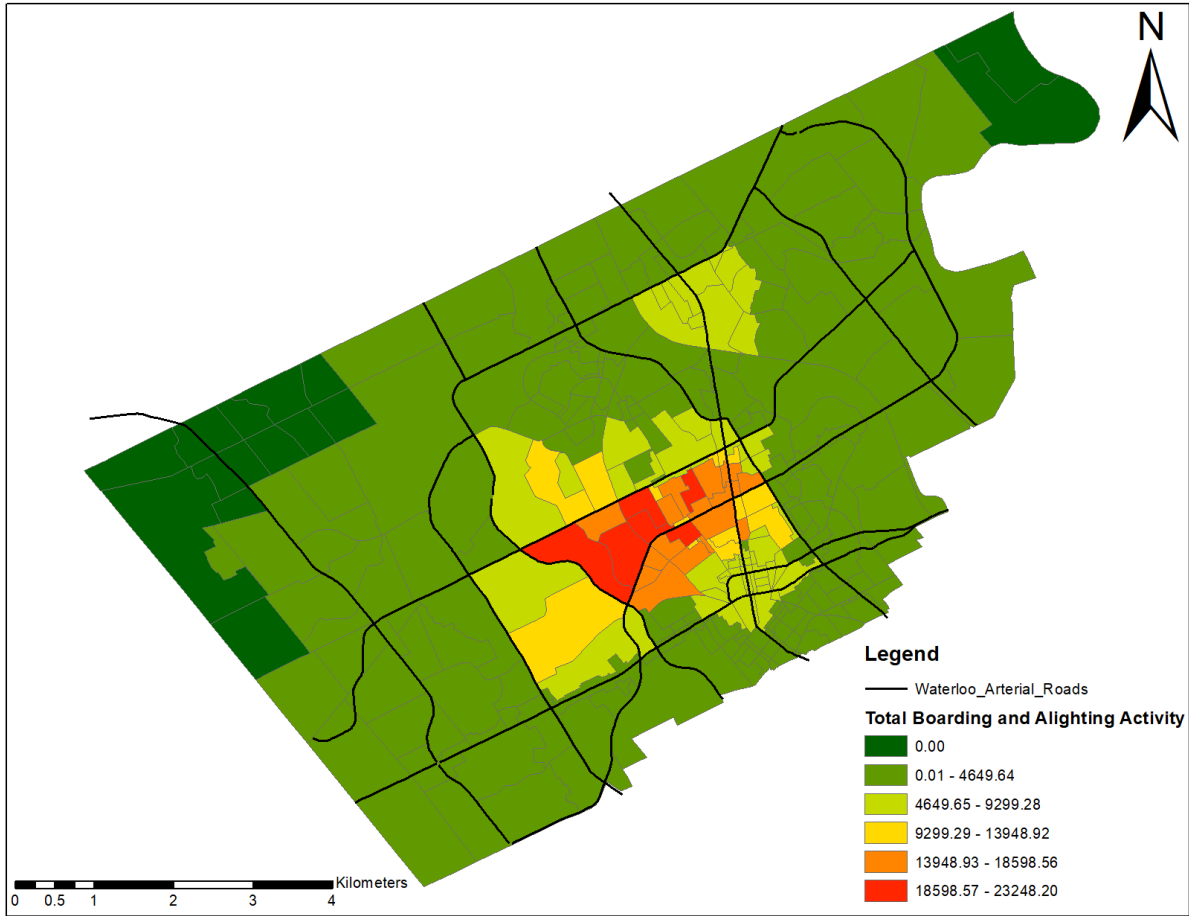 N
Legend
Waterloo_Arterial_Roads
Total Boarding and Alighting Activity
0.00
0.01 - 4649.64
4649.65 - 9299.28
9299.29 - 13948.92
13948.93 - 18598.56
18598.57 - 23248.20
Kilometers
0 0.5 1 2 3 4